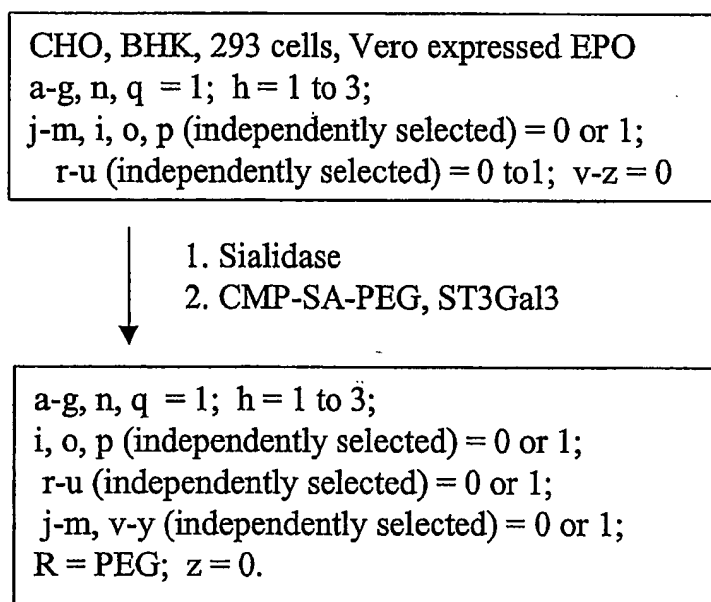 CHO, BHK, 293 cells, Vero expressed EPO
a-g, n, q = 1; h = 1 to 3;
j-m, i, o, p (independently selected) = 0 or 1;
r-u (independently selected) = 0 to1; v-z = 0
1. Sialidase
2. CMP-SA-PEG, ST3Gal3
a-g, n, q = 1; h = 1 to 3;
i, o, p (independently selected) = 0 or 1;
r-u (independently selected) = 0 or 1;
j-m, v-y (independently selected) = 0 or 1;
R = PEG; z = 0.